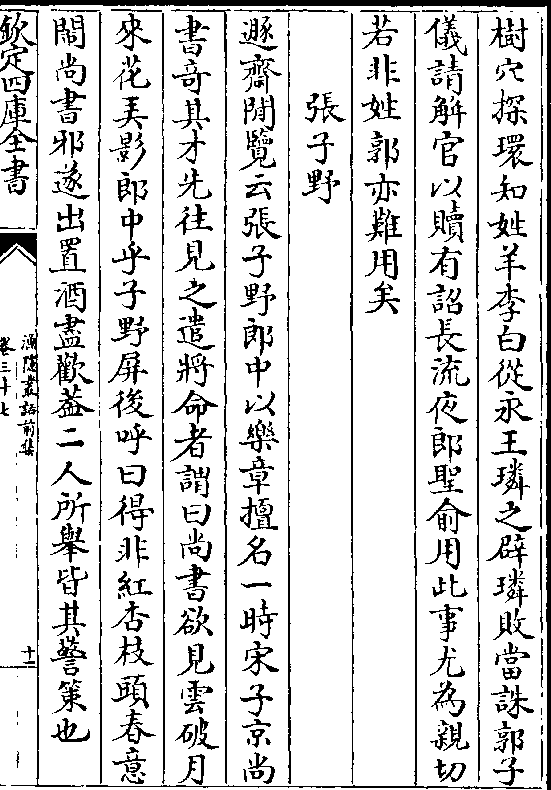 樹穴探環知姓羊李白從永王璘之辟璘敗當誅郭子
儀請解官以贖有詔長流夜郎聖俞用此事尤為親切
若非姓郭亦難用矣
張子野
遯齋閒覽云張子野郎中以樂章擅名一時宋子京尚
書竒其才先往見之遣將命者謂曰尚書欲見雲破月
來花弄影郎中乎子野屏後呼曰得非紅杏枝頭春意
閙尚書邪遂出置酒盡歡葢二人所舉皆其警策也
欽定四庫全書
漁隱叢話前集
卷三十七
十一